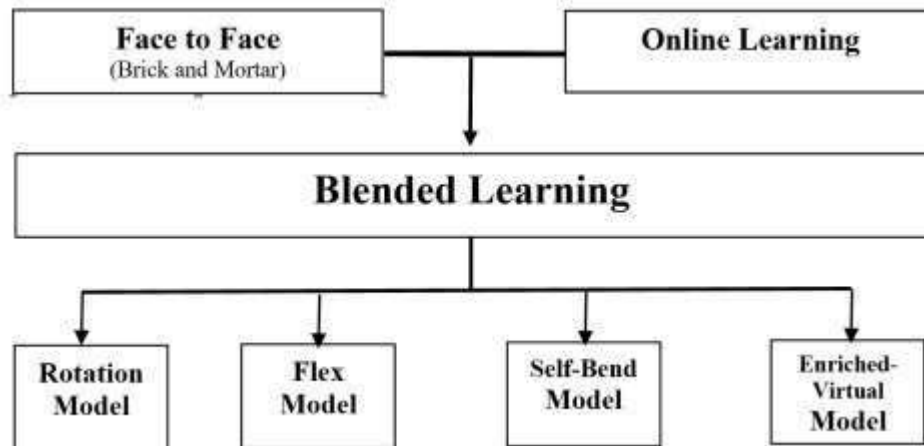 Face to Face
(Brick and Mortar)
Online Learning
Blended Learning
Rotation
Model
Flex
Model
Self-Bend
Model
Enriched-
Virtual
Model